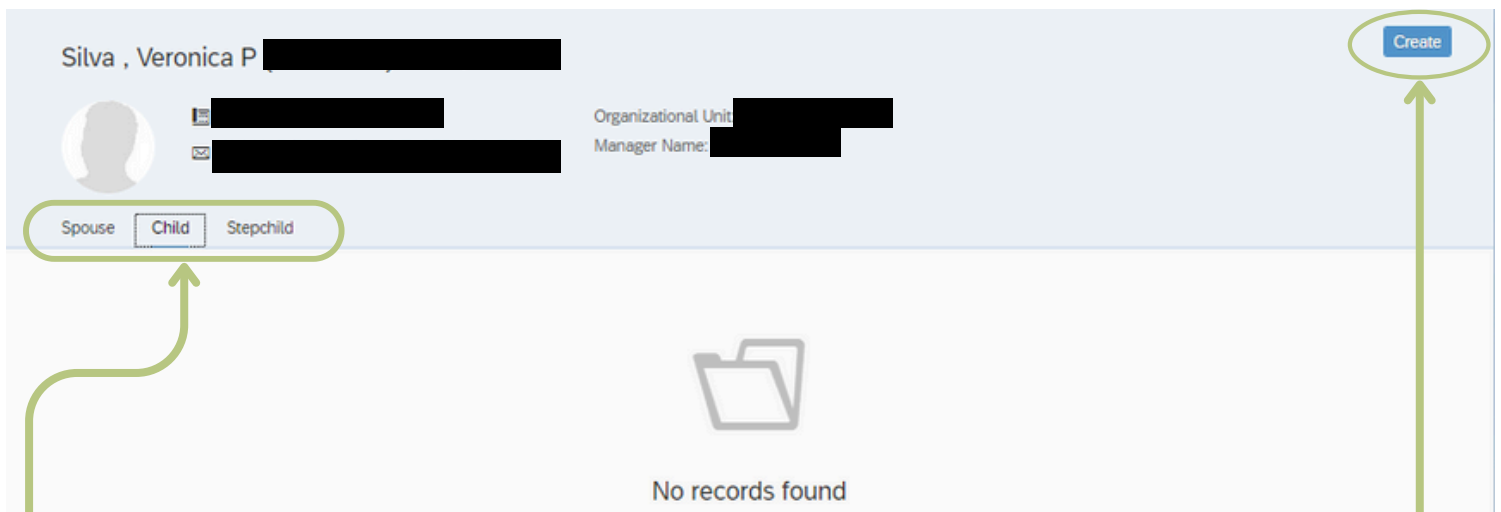 Silva , Veronica P
Create
Organizational Unit
Manager Name:
Spouse Child Stepchild
No records found